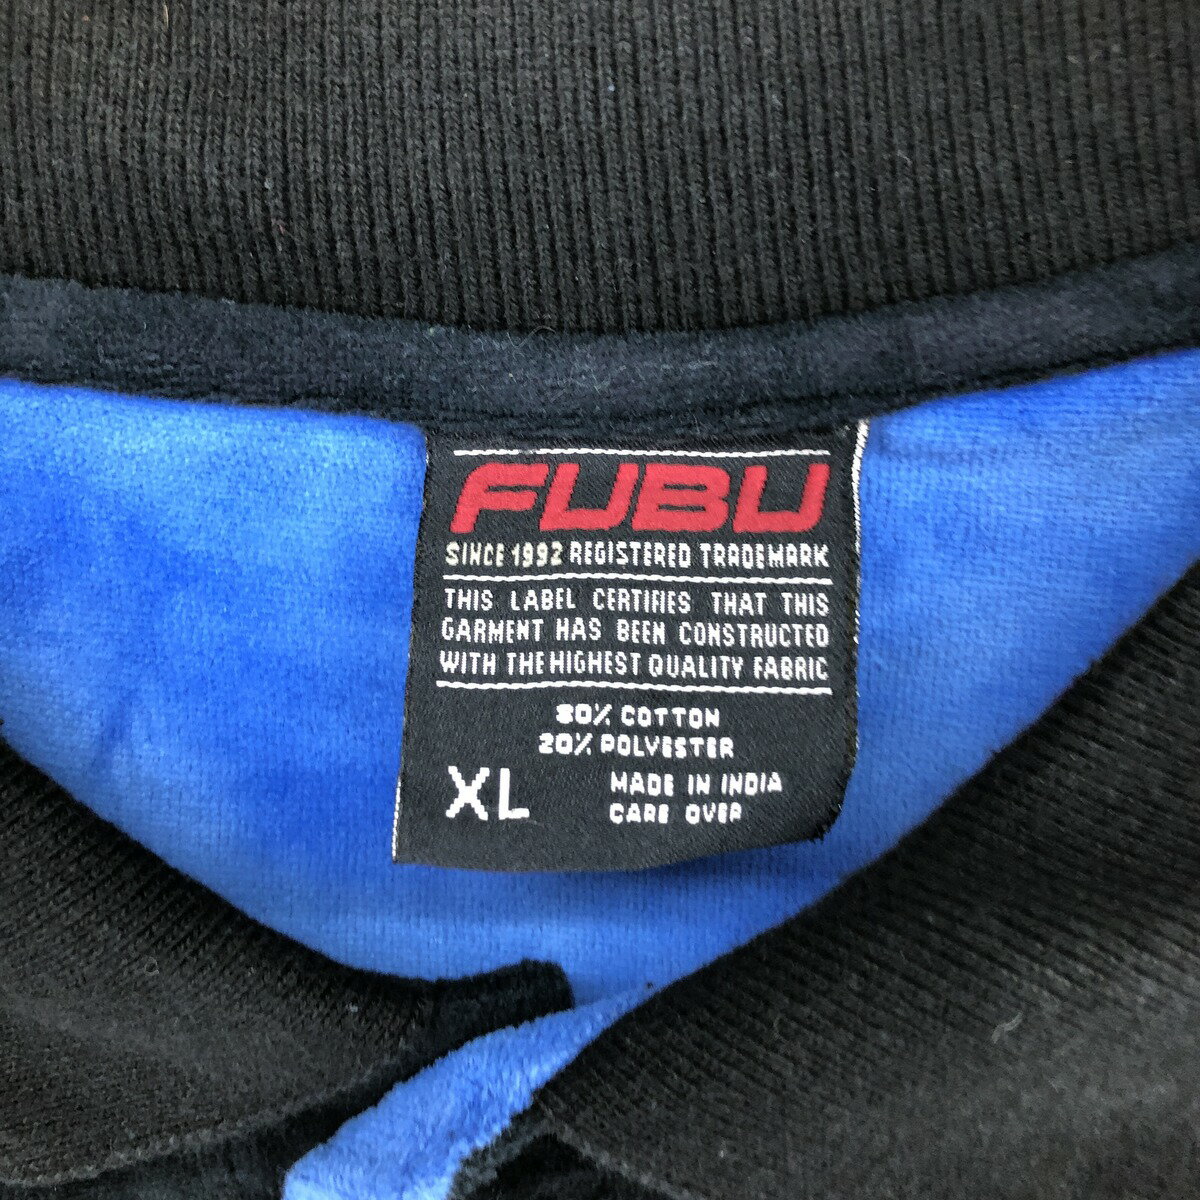 FUBU
SINCE 1992 REGISTERED TRADEMARK
THIS LABEL CERTIFIES THAT THIS
GARMENT HAS BEEN CONSTRUCTED
WITH THE HIGHEST QUALITY FABRIC
80% COTTON
20% POLYESTER
XL
MADE IN INDIA
CARE OVER